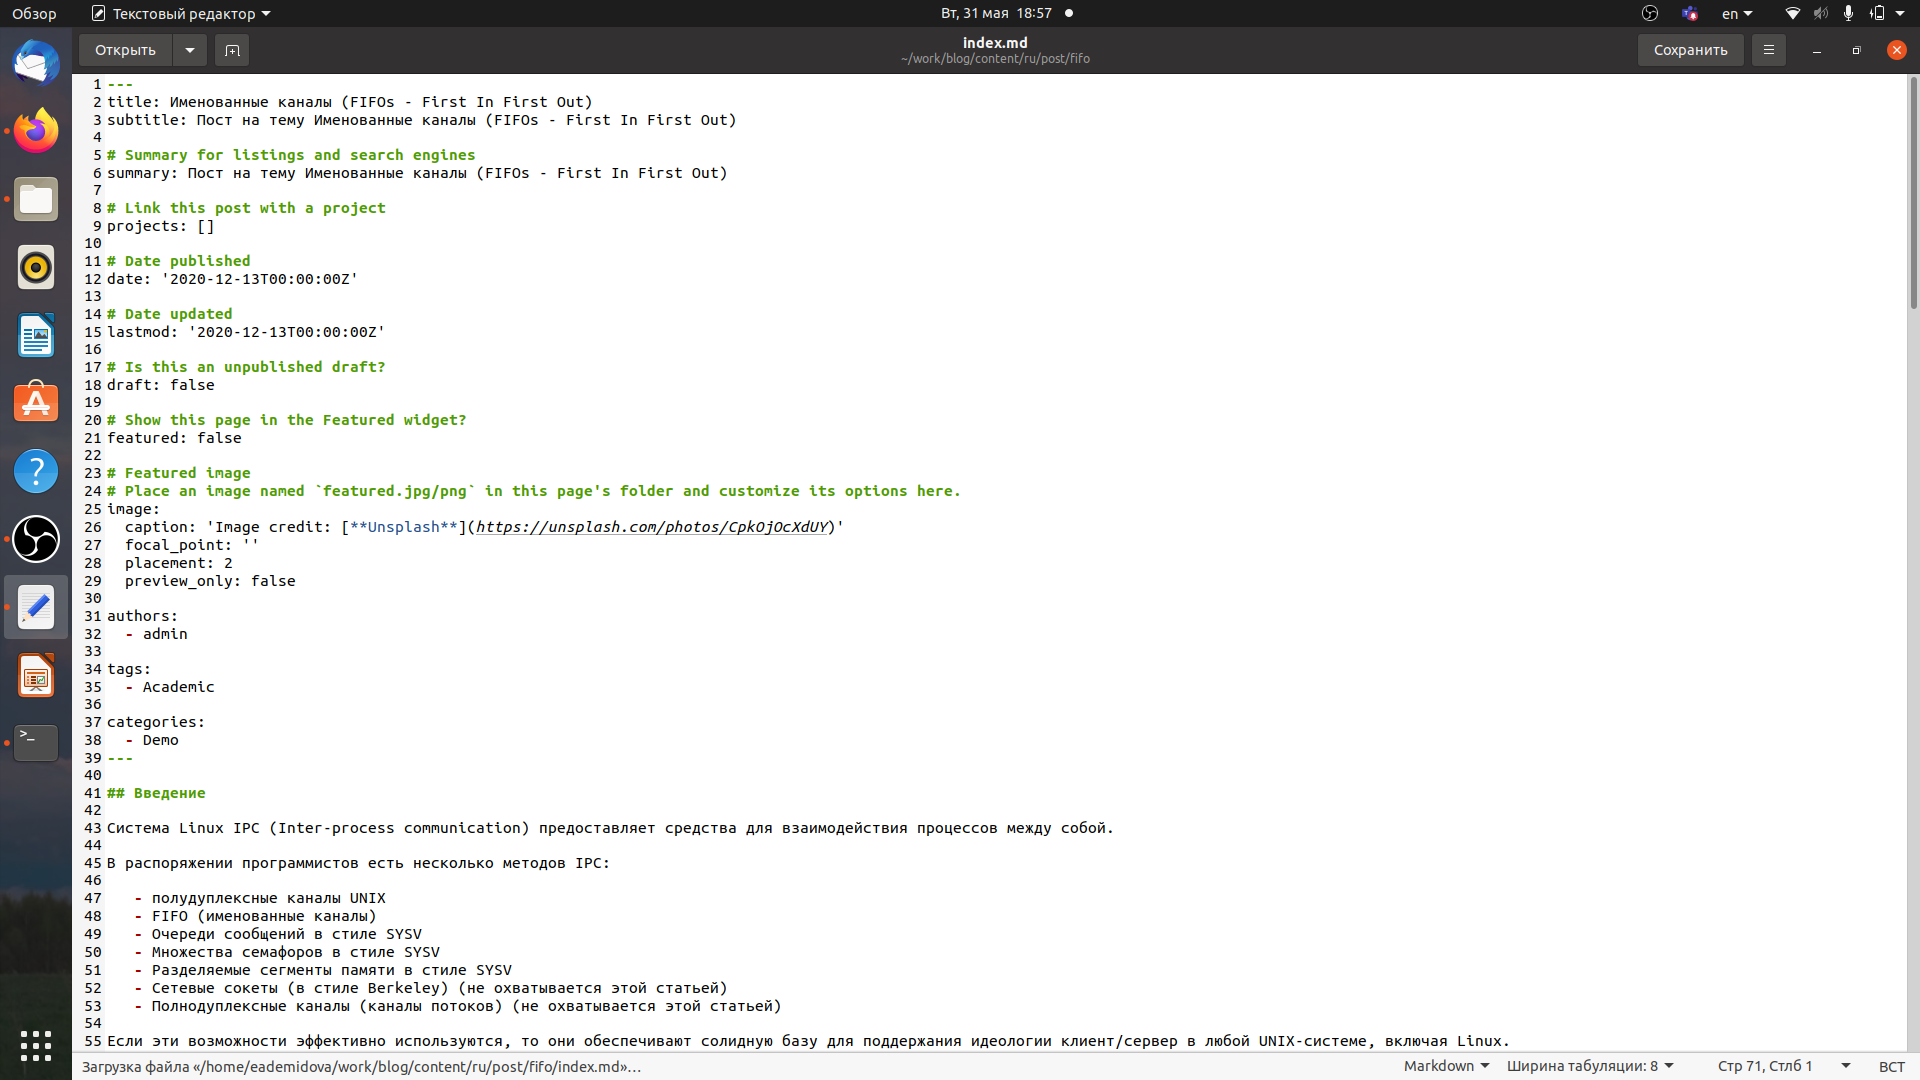 Обзор Текстовый редактор Вт, 31 мая 18:57 en
Открыть index.md Сохранить
~/work/blog/content/ru/post/fifo
1 ---
2 title: Именованные каналы (FIFOs - First In First Out)
3 subtitle: Пост на тему Именованные каналы (FIFOs - First In First Out)
4
5 # Summary for listings and search engines
6 summary: Пост на тему Именованные каналы (FIFOs - First In First Out)
7
8 # Link this post with a project
9 projects: []
10
11 # Date published
12 date: '2020-12-13T00:00:00Z'
13
14 # Date updated
15 lastmod: '2020-12-13T00:00:00Z'
16
17 # Is this an unpublished draft?
18 draft: false
19
20 # Show this page in the Featured widget?
21 featured: false
22
23 # Featured image
24 # Place an image named `featured.jpg/png` in this page's folder and customize its options here.
25 image:
26   caption: 'Image credit: [**Unsplash**](https://unsplash.com/photos/CpkOjOcXdUY)'
27   focal_point: ''
28   placement: 2
29   preview_only: false
30
31 authors:
32   - admin
33
34 tags:
35   - Academic
36
37 categories:
38   - Demo
39 ---
40
41 ## Введение
42
43 Система Linux IPC (Inter-process communication) предоставляет средства для взаимодействия процессов между собой.
44
45 В распоряжении программистов есть несколько методов IPC:
46
47    - полудуплексные каналы UNIX
48    - FIFO (именованные каналы)
49    - Очереди сообщений в стиле SYSV
50    - Множества семафоров в стиле SYSV
51    - Разделяемые сегменты памяти в стиле SYSV
52    - Сетевые сокеты (в стиле Berkeley) (не охватывается этой статьей)
53    - Полнодуплексные каналы (каналы потоков) (не охватывается этой статьей)
54
55 Если эти возможности эффективно используются, то они обеспечивают солидную базу для поддержания идеологии клиент/сервер в любой UNIX-системе, включая Linux.
Загрузка файла «/home/eademidova/work/blog/content/ru/post/fifo/index.md»… Markdown Ширина табуляции: 8 Стр 71, Стлб 1 ВСТ